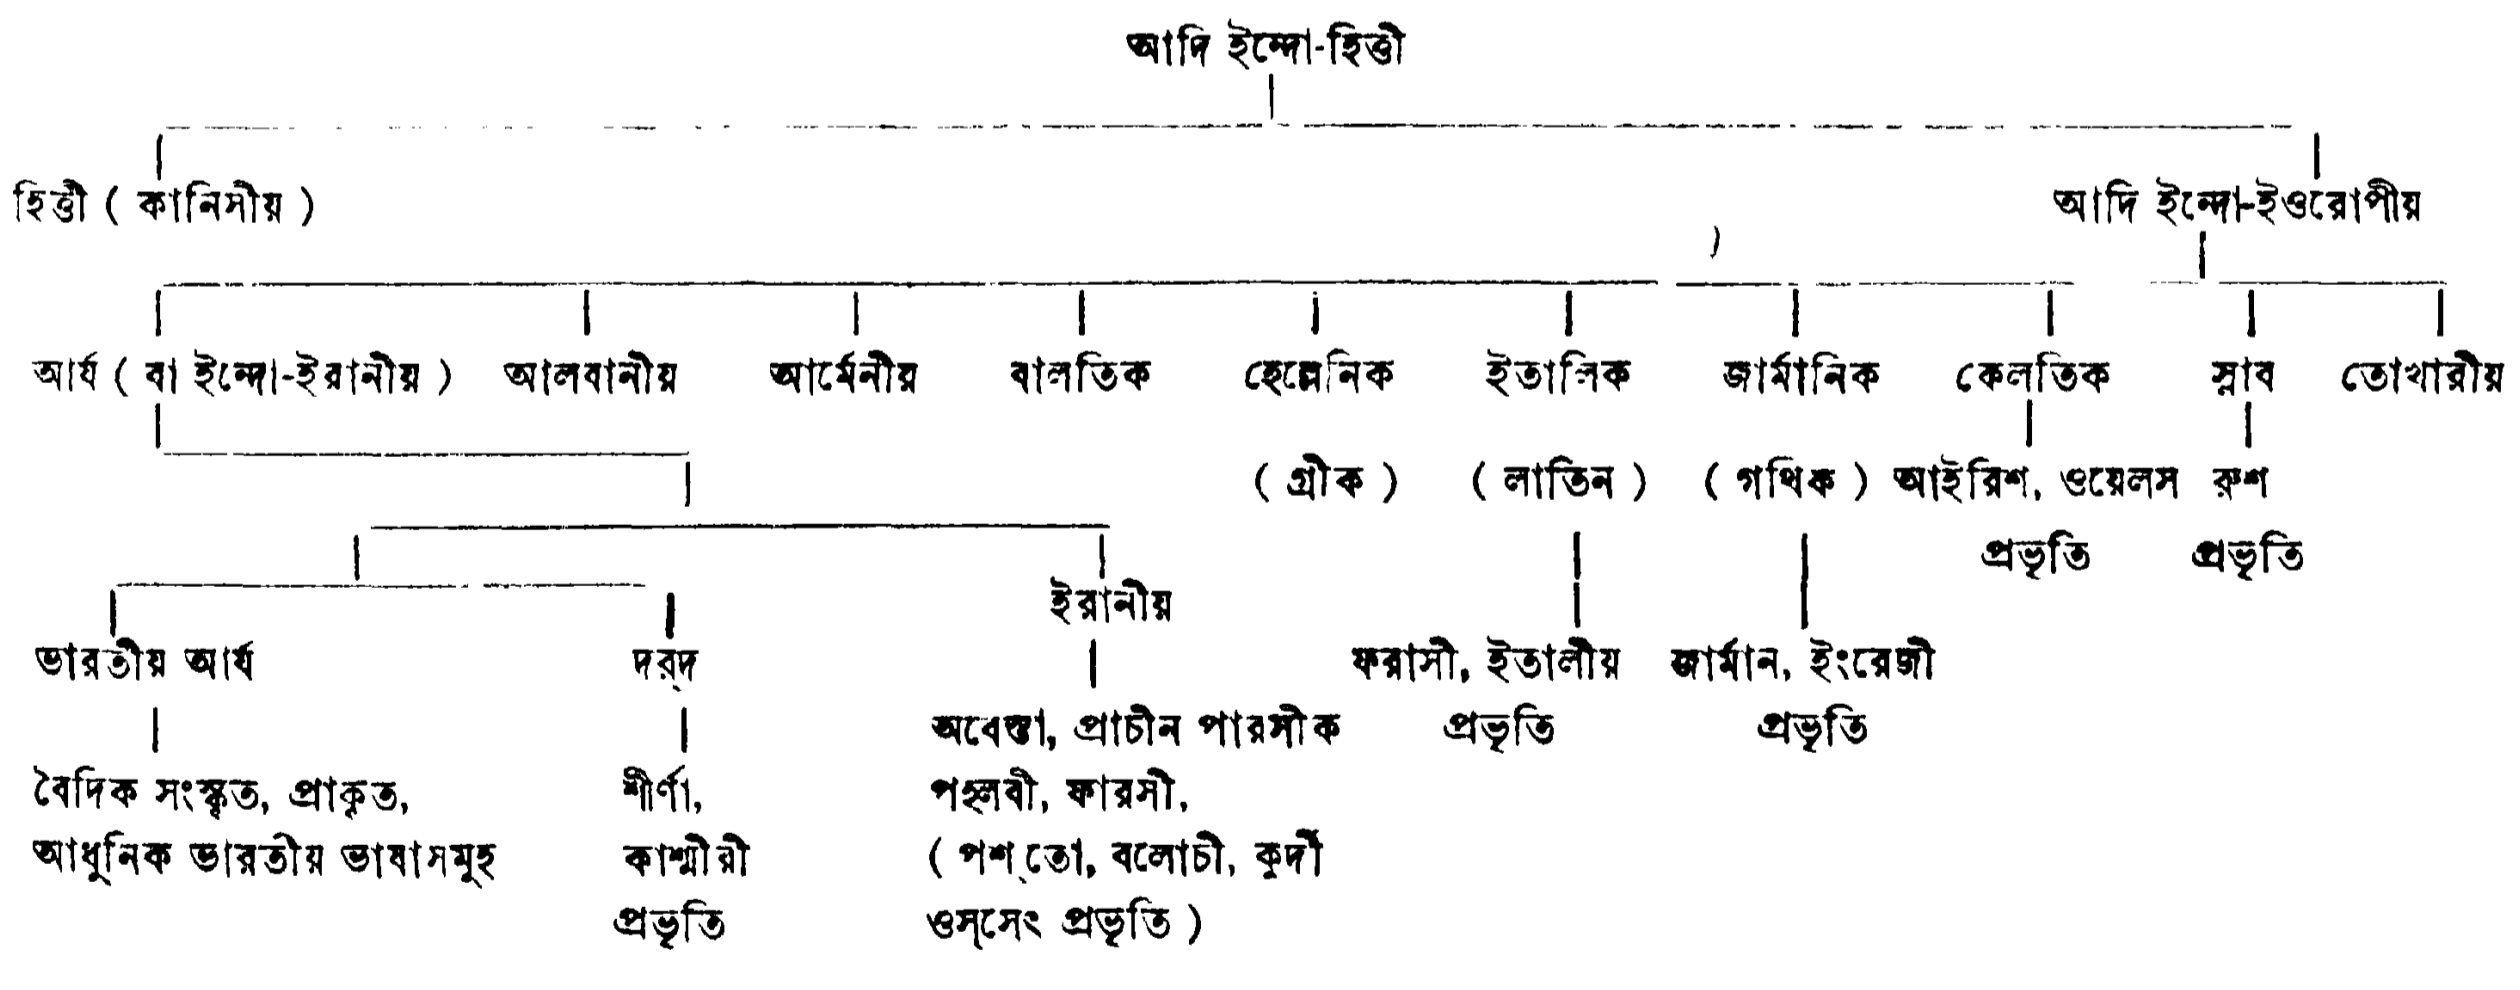 আদি ইন্দো-হিত্তী
হিত্তী ( কানিসীয় )
আদি ইন্দো-ইওরোপীয়
আর্য ( বা ইন্দো-ইরানীয় ) আলবানীয় আর্মেনীয় বালতিক হেল্লেনিক ইতালিক জার্মানিক কেলতিক স্লাব তোখারীয়
( গ্রীক ) ( লাতিন ) ( গথিক ) আইরিশ, ওয়েলস রুশ
প্রভৃতি প্রভৃতি
ইরানীয়
ভারতীয় আর্য দর্‌দ ফরাসী, ইতালীয় জার্মান, ইংরেজী
অবেস্তা, প্রাচীন পারসীক প্রভৃতি প্রভৃতি
বৈদিক সংস্কৃত, প্রাকৃত, শীর্ণা, পহ্লবী, ফারসী,
আধুনিক ভারতীয় ভাষাসমূহ কাশ্মীরী ( পশ্‌তো, বলোচী, কুর্দী
প্রভৃতি ওস্‌সেৎ প্রভৃতি )